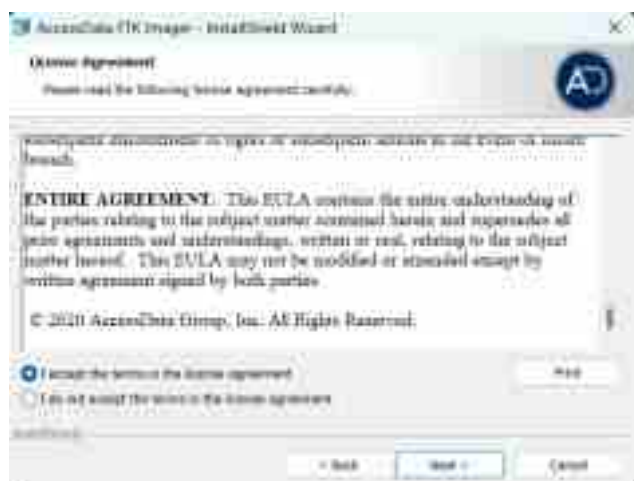 AccessData FTK Imager - InstallShield Wizard
License Agreement
Please read the following license agreement carefully.
breach.
ENTIRE AGREEMENT. This EULA contains the entire understanding of
the parties relating to the subject matter contained herein and supersedes all
prior agreements and understandings, written or oral, relating to the subject
matter hereof. This EULA may not be modified or amended except by
written agreement signed by both parties
© 2020 AccessData Group, Inc. All Rights Reserved.
I accept the terms in the license agreement
Print
I do not accept the terms in the license agreement
InstallShield
< Back
Next >
Cancel